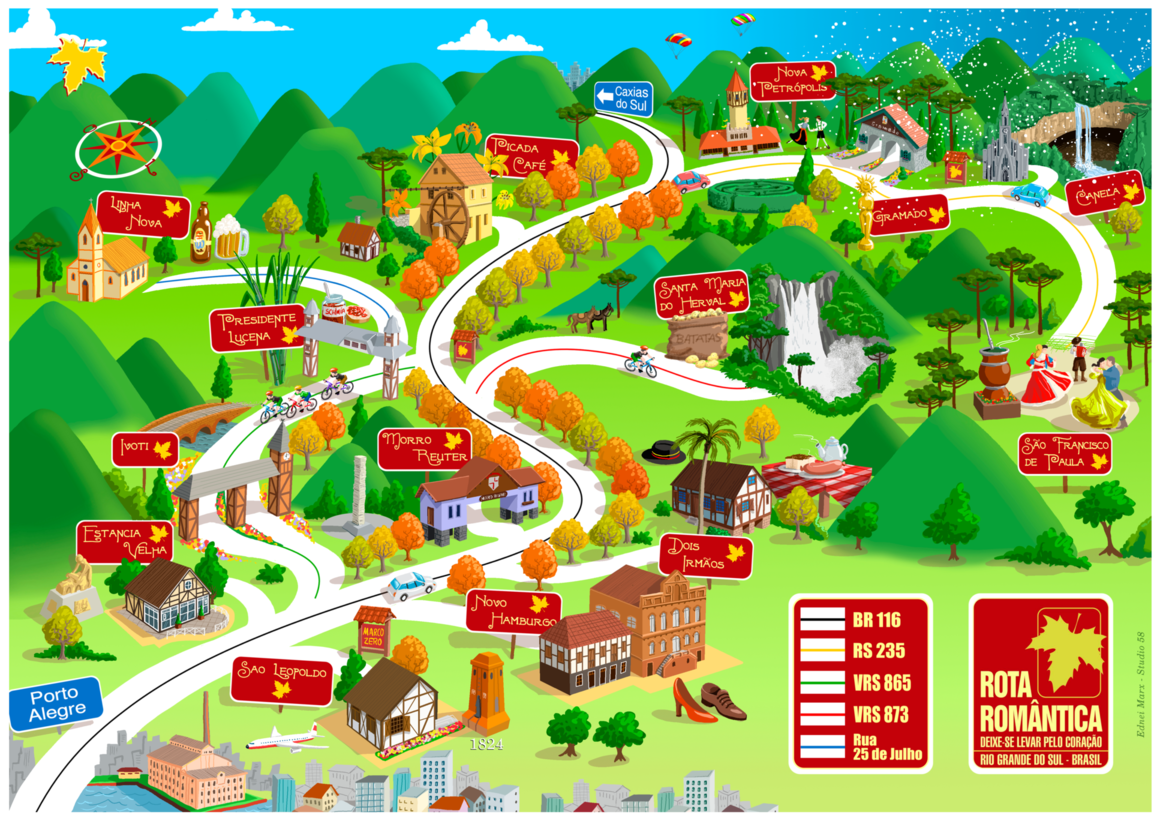 Caxias
do Sul
Nova
Petrópolis
Picada
Café
Linha
Nova
Canela
Gramado
Santa Maria
do Herval
BATATAS
Presidente
Lucena
SCHMIER
Ivoti
Morro
Reuter
São Francisco
de Paula
Estancia
Velha
Dois
Irmãos
Novo
Hamburgo
MARCO
ZERO
Sao Leopoldo
Porto
Alegre
1824
BR 116
RS 235
VRS 865
VRS 873
Rua
25 de Julho
ROTA
ROMÂNTICA
DEIXE-SE LEVAR PELO CORAÇÃO
RIO GRANDE DO SUL - BRASIL
Ednei Marx - Studio 58